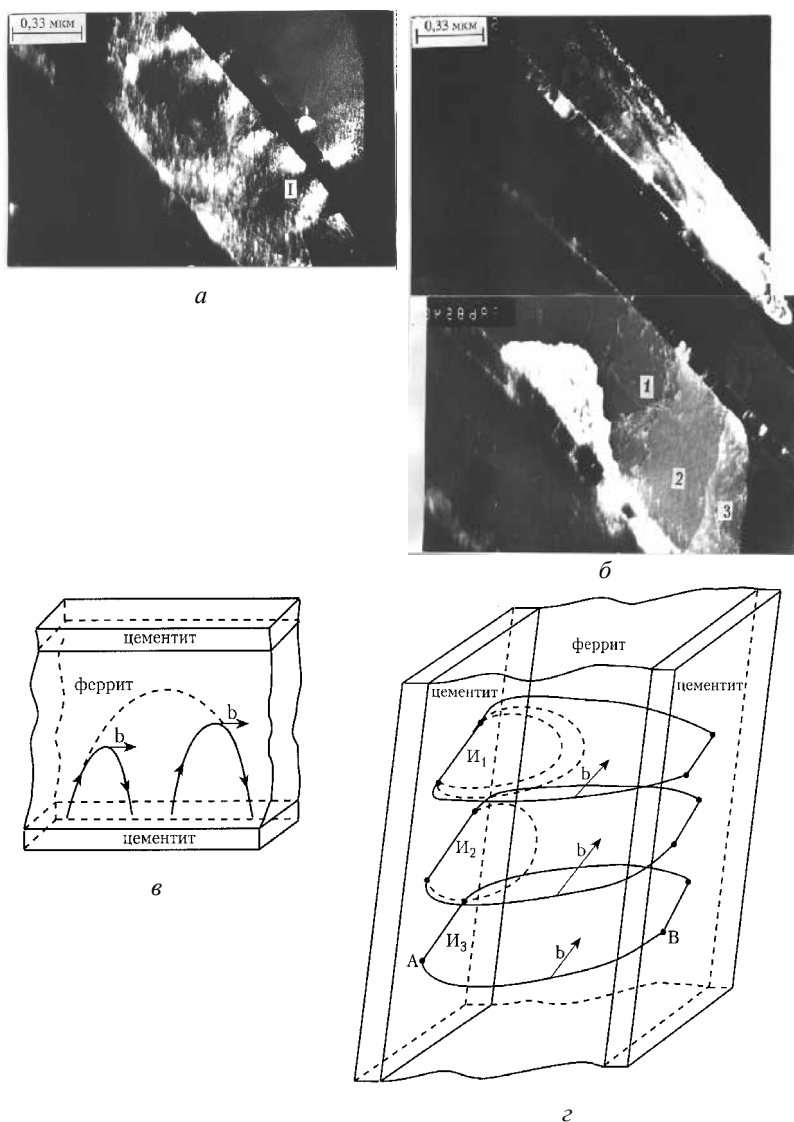 0,33 мкм
I
а
0,33 мкм
1
2
3
б
цементит
феррит
b
b
цементит
в
феррит
цементит
цементит
И₁
b
И₂
b
И₃
A
b
B
г